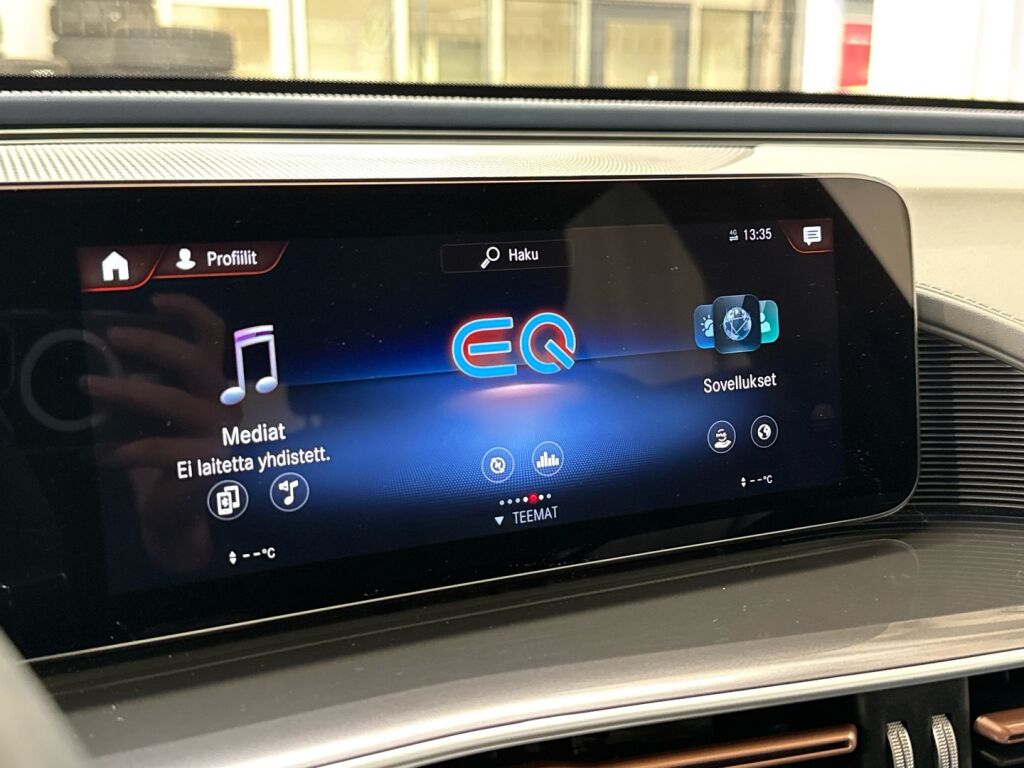 Profiilit
Haku
4G 13:35
EQ
Mediat
Ei laitetta yhdistett.
Sovellukset
TEEMAT
--°C
--°C